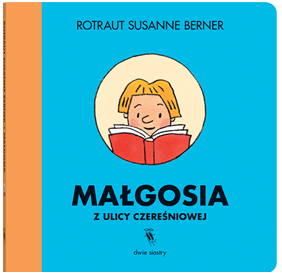 ROTRAUT SUSANNE BERNER
MAŁGOSIA
Z ULICY CZEREŚNIOWEJ
dwie siostry